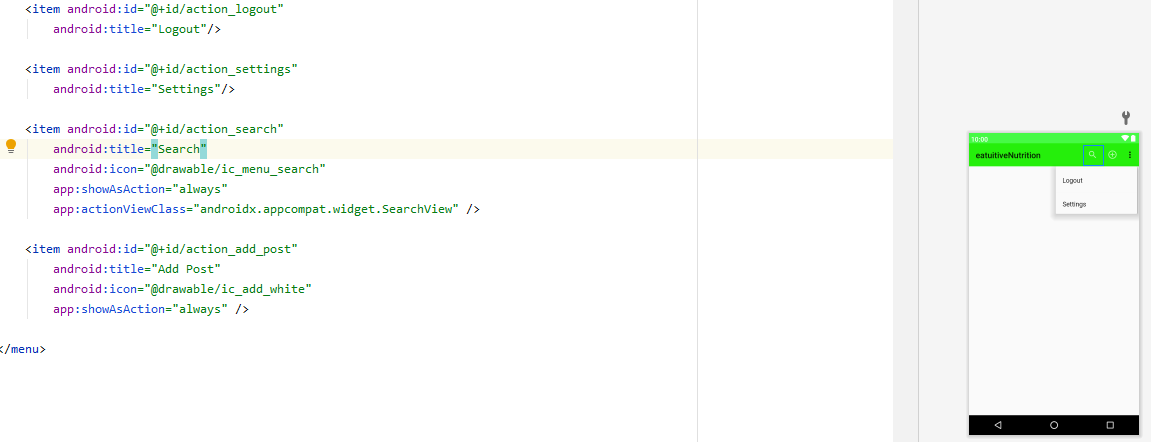 <item android:id="@+id/action_logout"
android:title="Logout"/>
<item android:id="@+id/action_settings"
android:title="Settings"/>
<item android:id="@+id/action_search"
android:title="Search"
android:icon="@drawable/ic_menu_search"
app:showAsAction="always"
app:actionViewClass="androidx.appcompat.widget.SearchView" />
<item android:id="@+id/action_add_post"
android:title="Add Post"
android:icon="@drawable/ic_add_white"
app:showAsAction="always" />
</menu>
10:00
eatuitiveNutrition
Logout
Settings